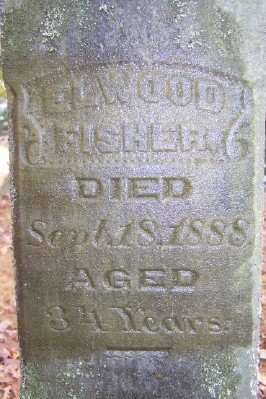 ELWOOD
FISHER.
DIED
Sept. 18. 1888.
AGED
34 Years.